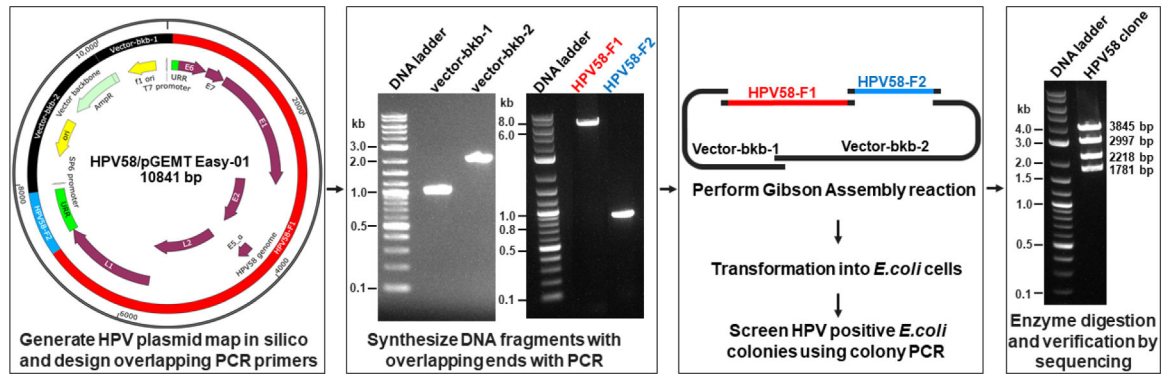 10,000
Vector-bkb-1
Vector backbone
Vector-bkb-2
f1 ori
T7 promoter
URR
E6
E7
AmpR
ori
2000
E1
HPV58/pGEMT Easy-01
10841 bp
SP6 promoter
8000
URR
HPV58-F2
E2
L2
E5_α
HPV58 genome
HPV58-F1
4000
L1
6000
Generate HPV plasmid map in silico
and design overlapping PCR primers
DNA ladder
vector-bkb-1
vector-bkb-2
kb
3.0
2.0
1.0
0.5
0.1
DNA ladder
HPV58-F1
HPV58-F2
kb
8.0
6.0
1.0
0.8
0.5
0.1
Synthesize DNA fragments with
overlapping ends with PCR
HPV58-F1
HPV58-F2
Vector-bkb-1
Vector-bkb-2
Perform Gibson Assembly reaction
Transformation into E.coli cells
Screen HPV positive E.coli
colonies using colony PCR
DNA ladder
HPV58 clone
kb
4.0
3.0
2.0
1.5
1.0
0.5
0.1
3845 bp
2997 bp
2218 bp
1781 bp
Enzyme digestion
and verification by
sequencing